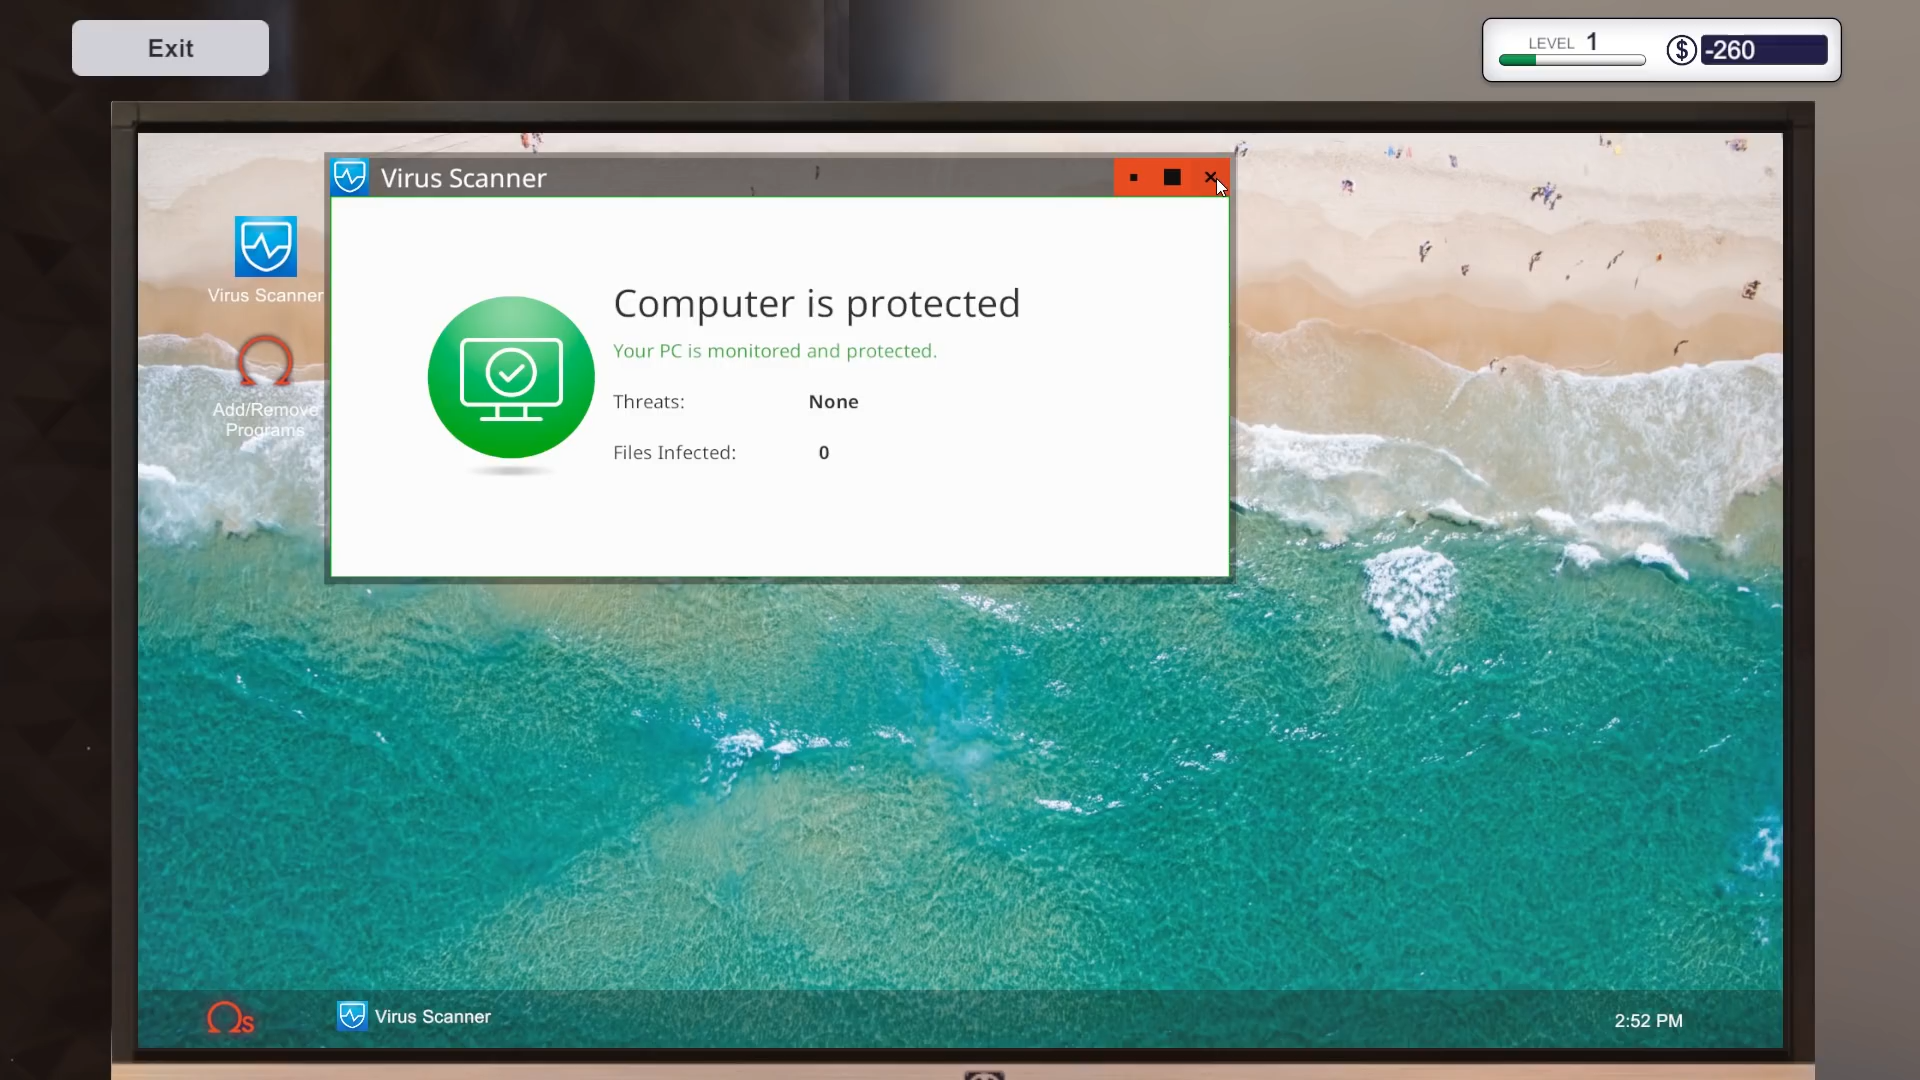 Exit
LEVEL 1
$ -260
Virus Scanner
Virus Scanner
Computer is protected
Your PC is monitored and protected.
Threats: None
Files Infected: 0
Add/Remove
Programs
Ωs
Virus Scanner
2:52 PM